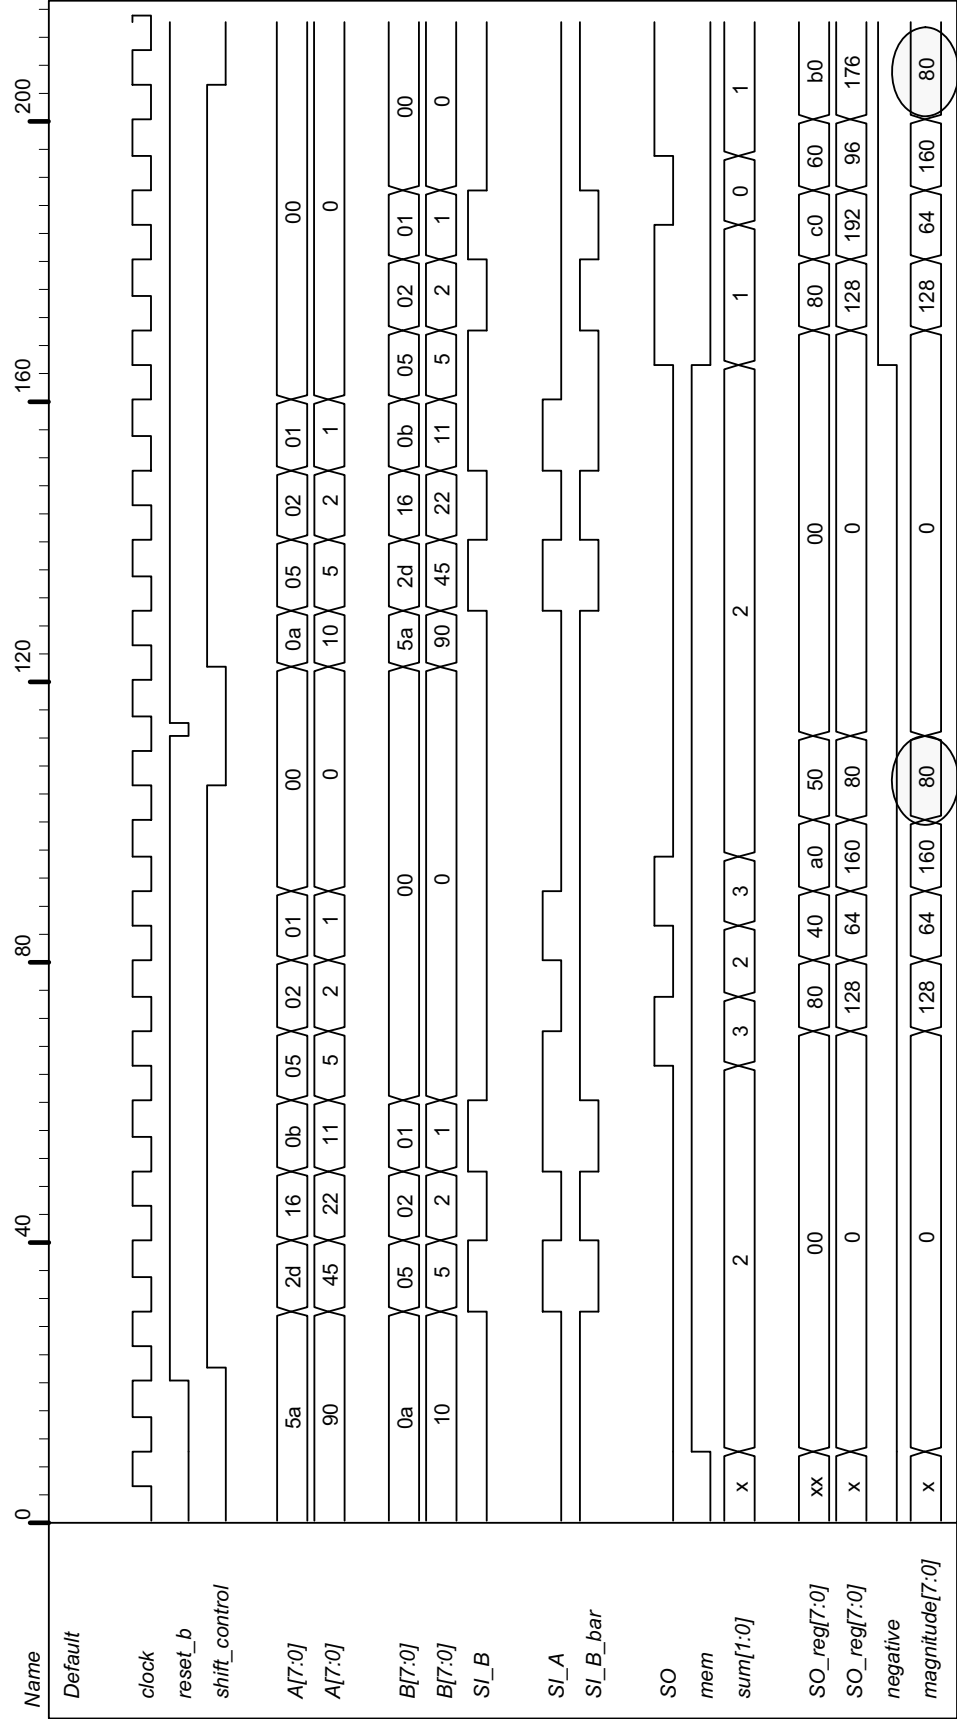 Name 0 40 80 120 160 200
Default
clock
reset_b
shift_control
A[7:0] 5a 2d 16 0b 05 02 01 00 0a 05 02 01 00
A[7:0] 90 45 22 11 5 2 1 0 10 5 2 1 0
B[7:0] 0a 05 02 01 00 5a 2d 16 0b 05 02 01 00
B[7:0] 10 5 2 1 0 90 45 22 11 5 2 1 0
SI_B
SI_A
SI_B_bar
SO
mem
sum[1:0] x 2 3 2 3 2 1 0 1
SO_reg[7:0] xx 00 80 40 a0 50 00 80 c0 60 b0
SO_reg[7:0] x 0 128 64 160 80 0 128 192 96 176
negative
magnitude[7:0] x 0 128 64 160 80 0 128 64 160 80